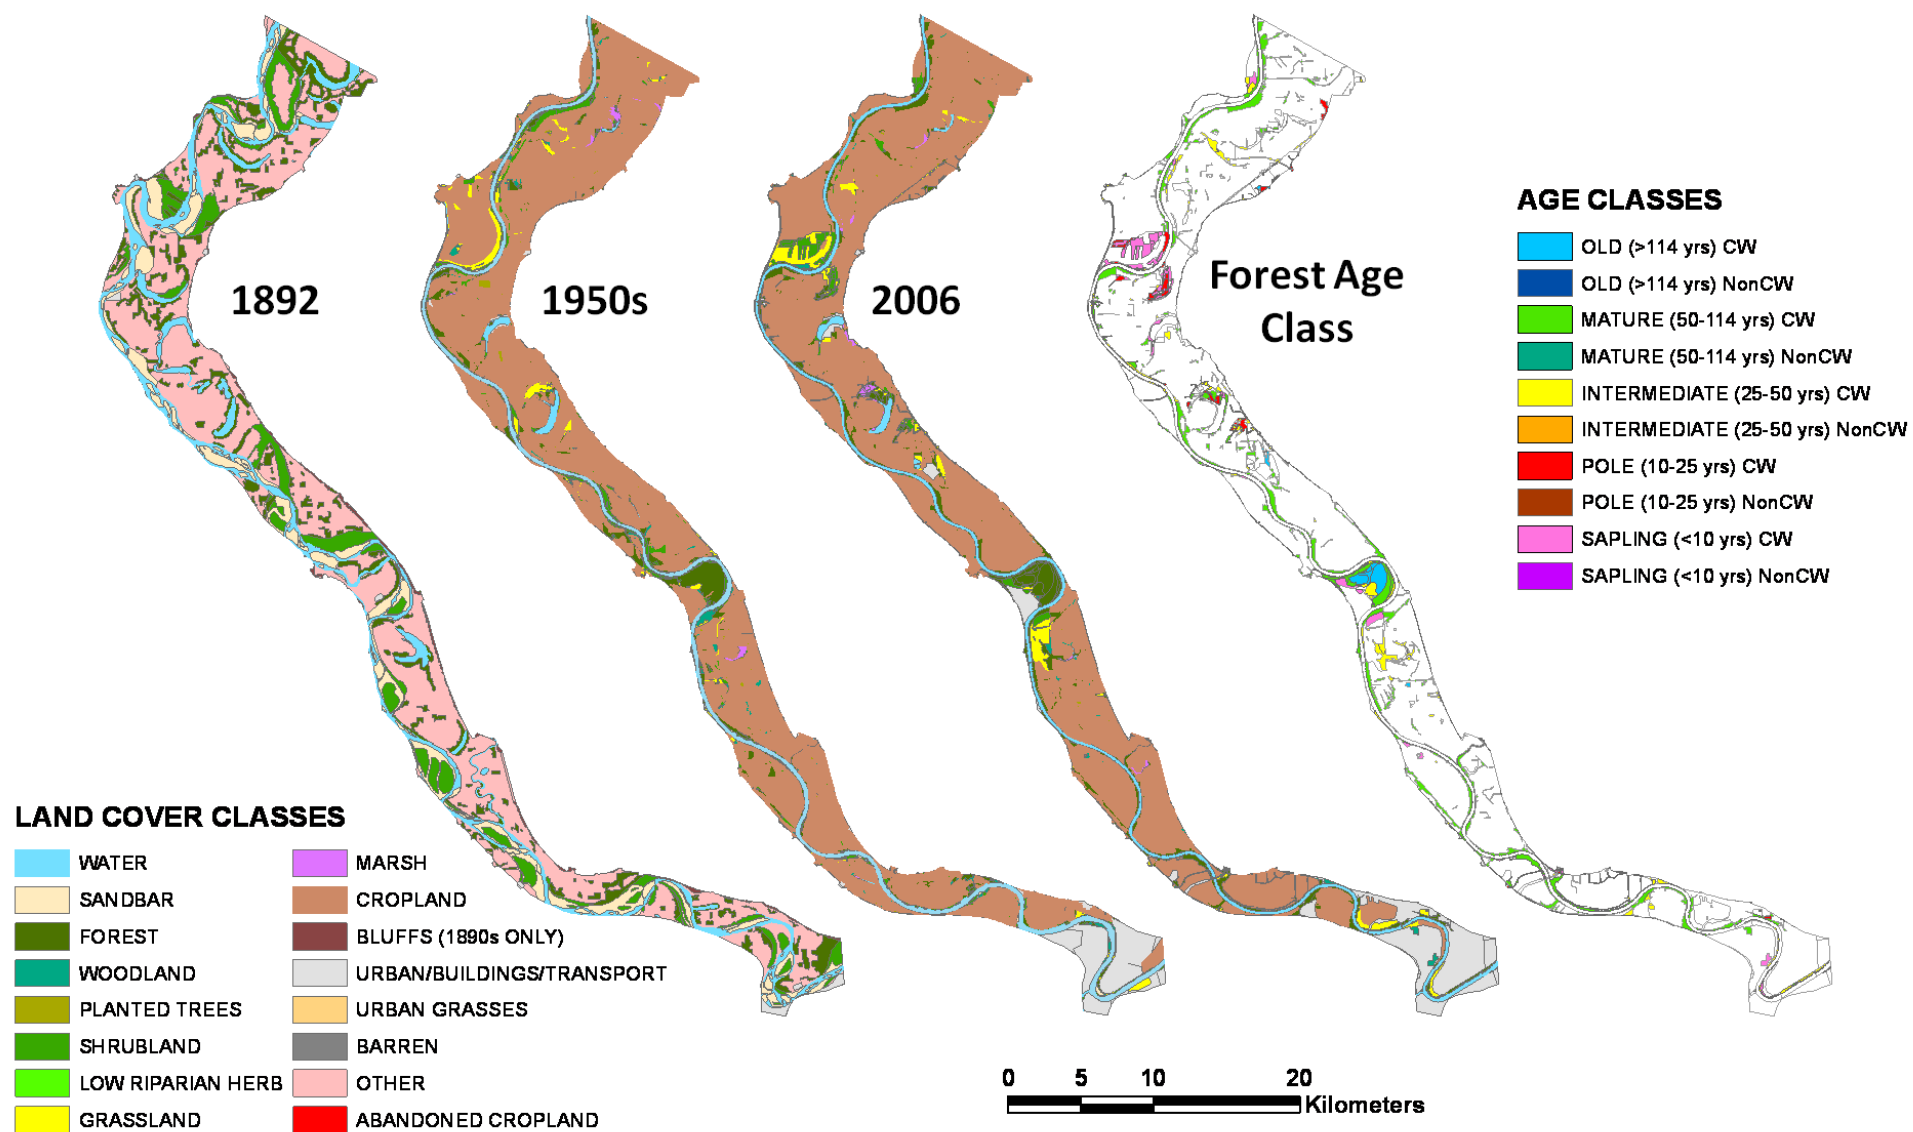 1892
1950s
2006
Forest Age
Class
AGE CLASSES
OLD (>114 yrs) CW
OLD (>114 yrs) NonCW
MATURE (50-114 yrs) CW
MATURE (50-114 yrs) NonCW
INTERMEDIATE (25-50 yrs) CW
INTERMEDIATE (25-50 yrs) NonCW
POLE (10-25 yrs) CW
POLE (10-25 yrs) NonCW
SAPLING (<10 yrs) CW
SAPLING (<10 yrs) NonCW
LAND COVER CLASSES
WATER
SANDBAR
FOREST
WOODLAND
PLANTED TREES
SHRUBLAND
LOW RIPARIAN HERB
GRASSLAND
MARSH
CROPLAND
BLUFFS (1890s ONLY)
URBAN/BUILDINGS/TRANSPORT
URBAN GRASSES
BARREN
OTHER
ABANDONED CROPLAND
0 5 10 20
Kilometers